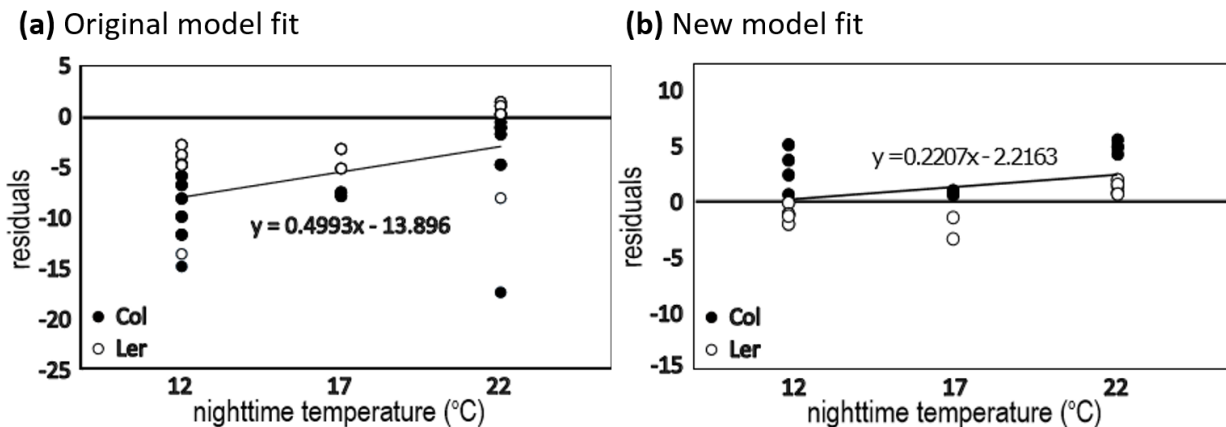 (a) Original model fit
5
0
-5
-10
-15
-20
-25
residuals
y = 0.4993x - 13.896
Col
Ler
12 17 22
nighttime temperature (°C)
(b) New model fit
10
5
0
-5
-10
-15
residuals
y = 0.2207x - 2.2163
Col
Ler
12 17 22
nighttime temperature (°C)